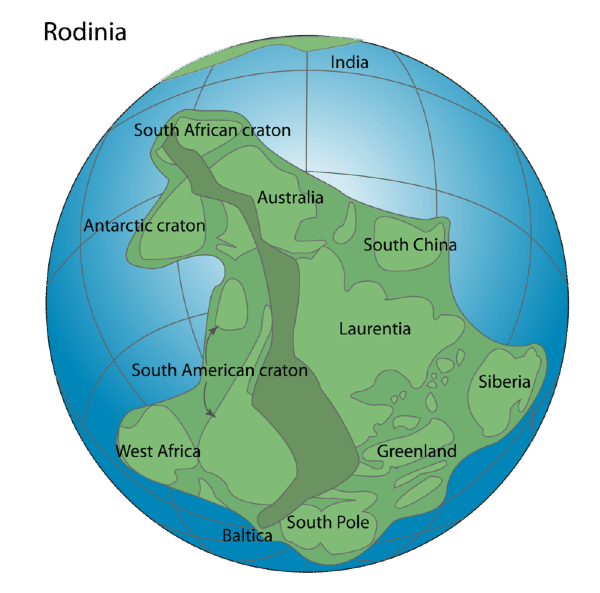 Rodinia
India
South African craton
Australia
Antarctic craton
South China
Laurentia
South American craton
Siberia
West Africa
Greenland
South Pole
Baltica